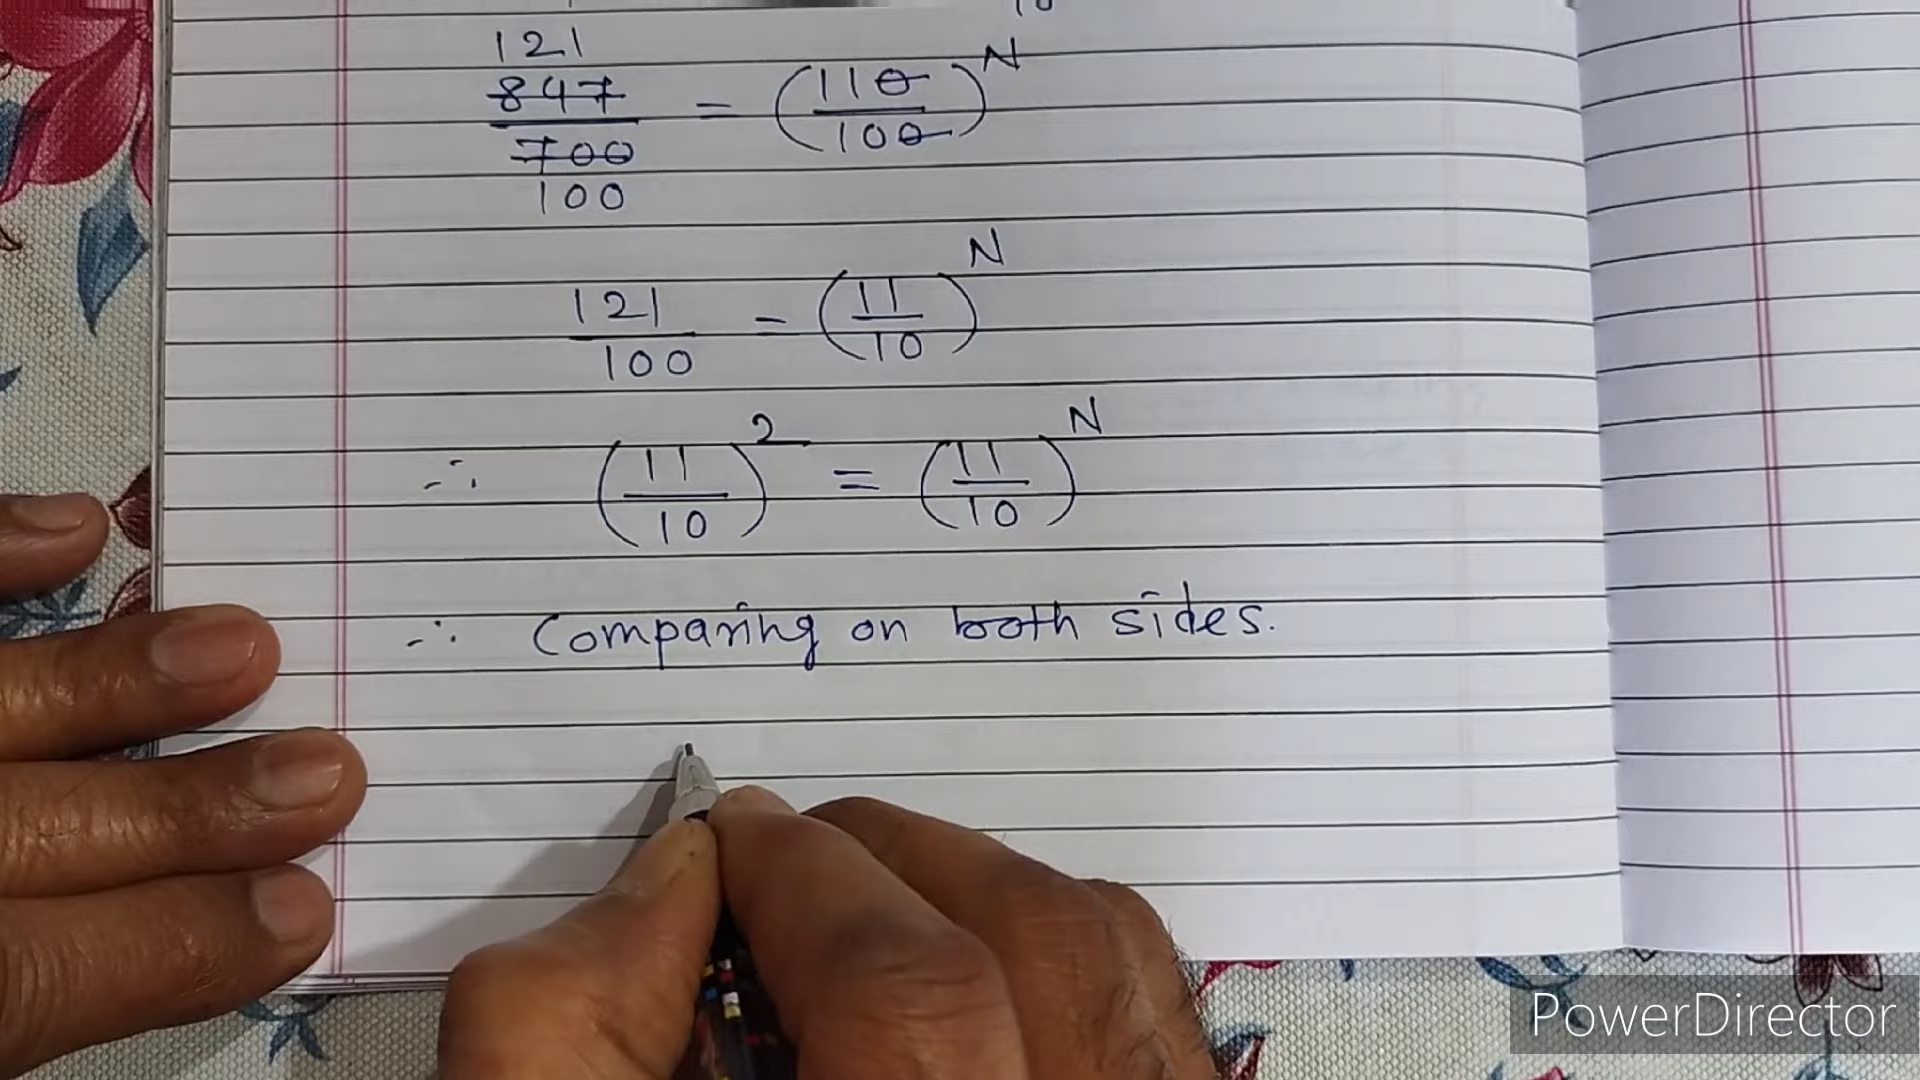 121
847/700 = (110/100)^N
100
121/100 = (11/10)^N
∴ (11/10)^2 = (11/10)^N
∴ Comparing on both sides.
PowerDirector